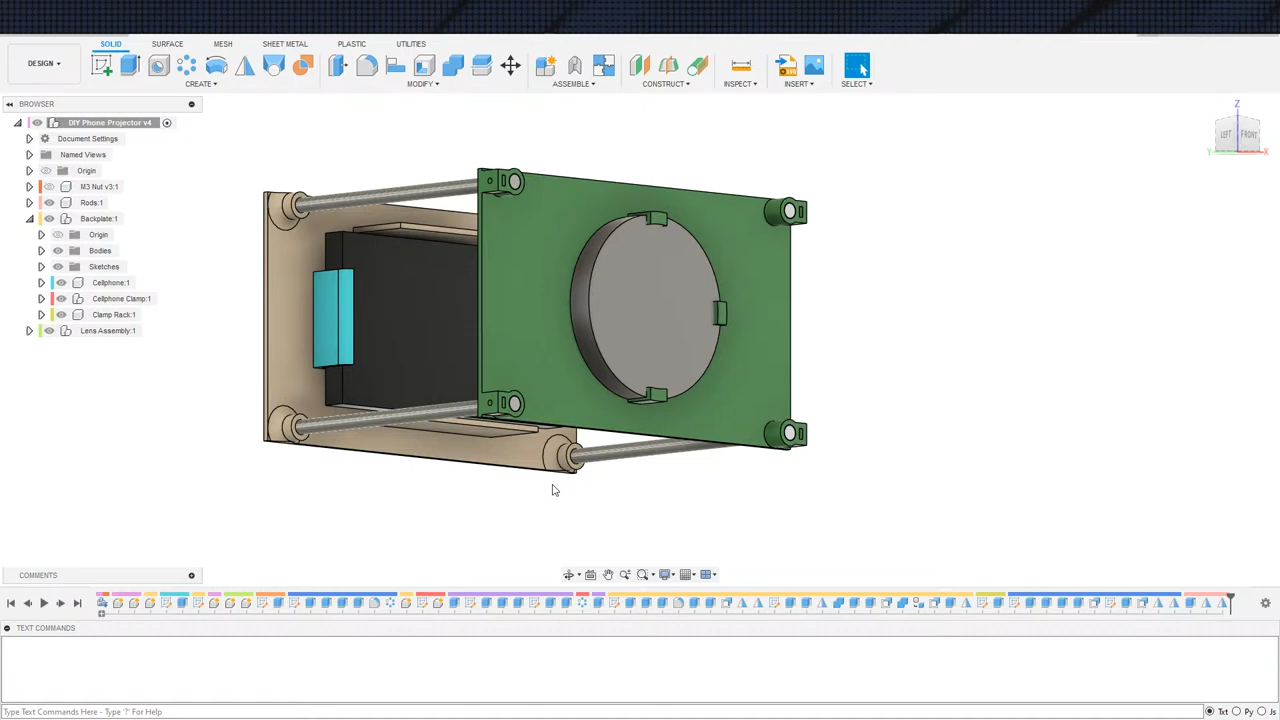 SOLID SURFACE MESH SHEET METAL PLASTIC UTILITIES
DESIGN
CREATE MODIFY ASSEMBLE CONSTRUCT INSPECT INSERT SELECT
BROWSER
DIY Phone Projector v4
Document Settings
Named Views
Origin
M3 Nut v3:1
Rods:1
Backplate:1
Origin
Bodies
Sketches
Cellphone:1
Cellphone Clamp:1
Clamp Rack:1
Lens Assembly:1
Z
LEFT FRONT
Y X
COMMENTS
TEXT COMMANDS
Type Text Commands Here - Type '?' For Help
Txt Py Js